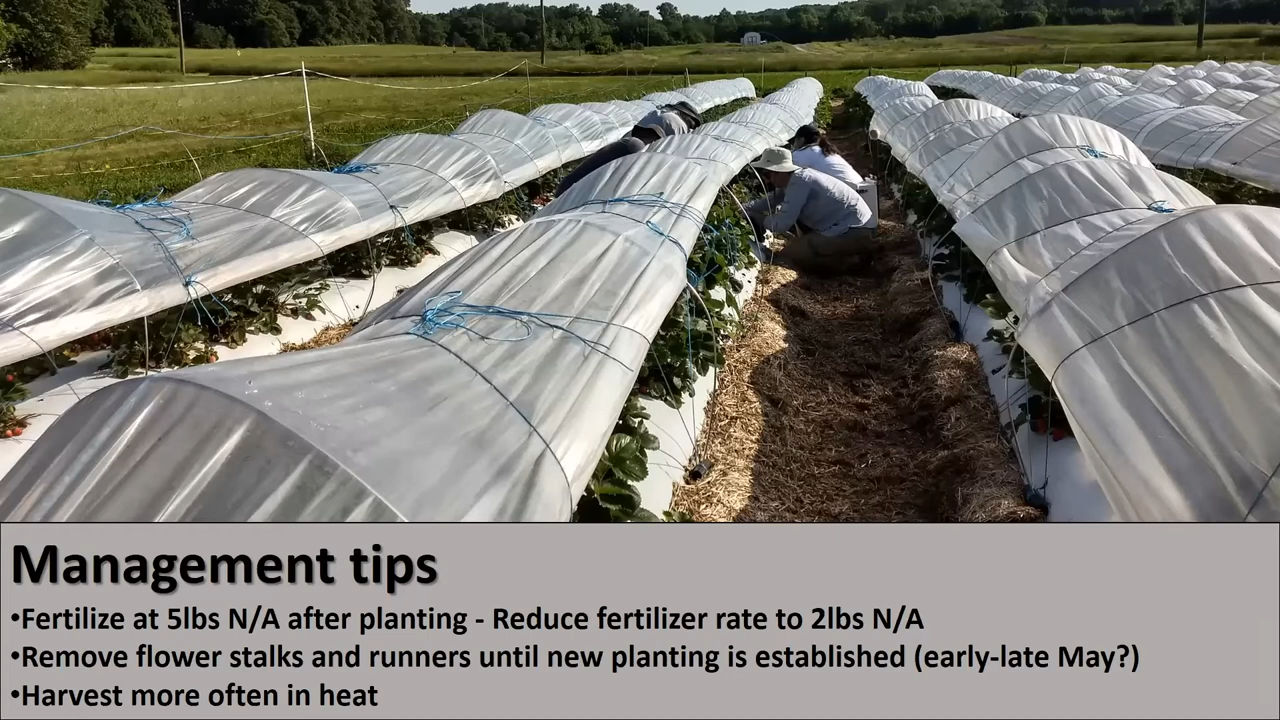 Management tips
•Fertilize at 5lbs N/A after planting - Reduce fertilizer rate to 2lbs N/A
•Remove flower stalks and runners until new planting is established (early-late May?)
•Harvest more often in heat